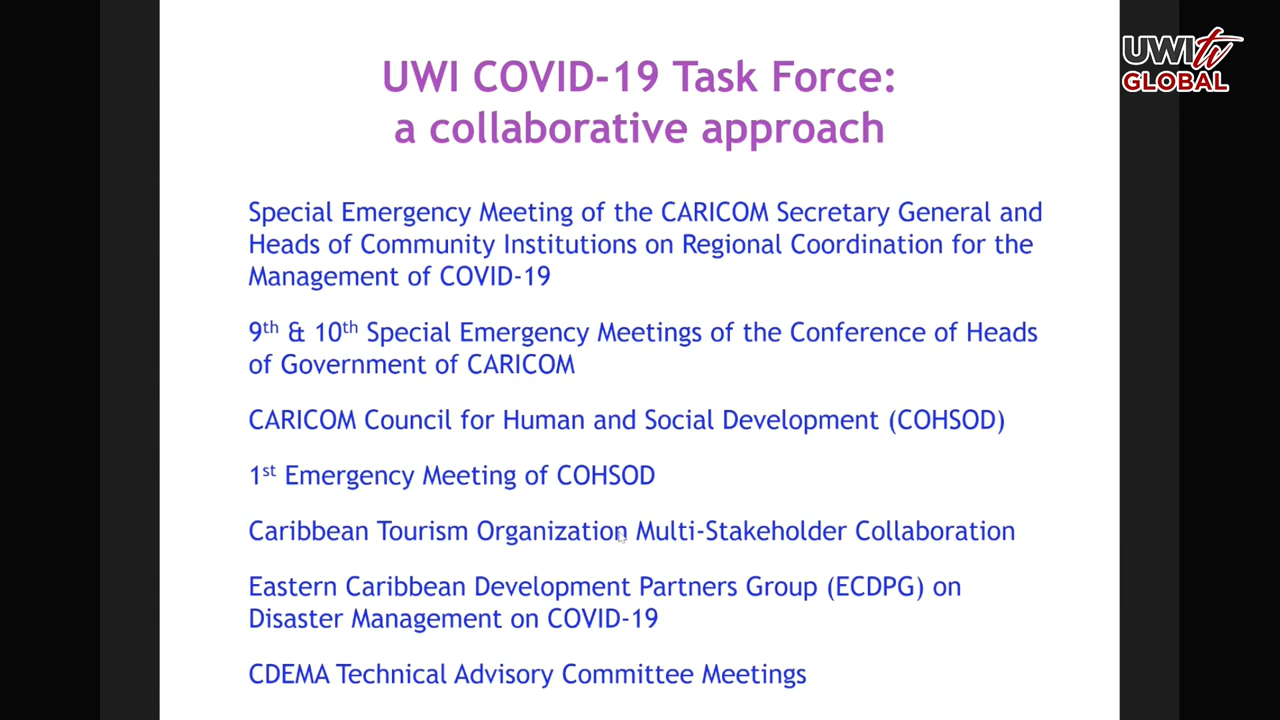 UWI tv
GLOBAL
UWI COVID-19 Task Force:
a collaborative approach
Special Emergency Meeting of the CARICOM Secretary General and
Heads of Community Institutions on Regional Coordination for the
Management of COVID-19
9th & 10th Special Emergency Meetings of the Conference of Heads
of Government of CARICOM
CARICOM Council for Human and Social Development (COHSOD)
1st Emergency Meeting of COHSOD
Caribbean Tourism Organization Multi-Stakeholder Collaboration
Eastern Caribbean Development Partners Group (ECDPG) on
Disaster Management on COVID-19
CDEMA Technical Advisory Committee Meetings